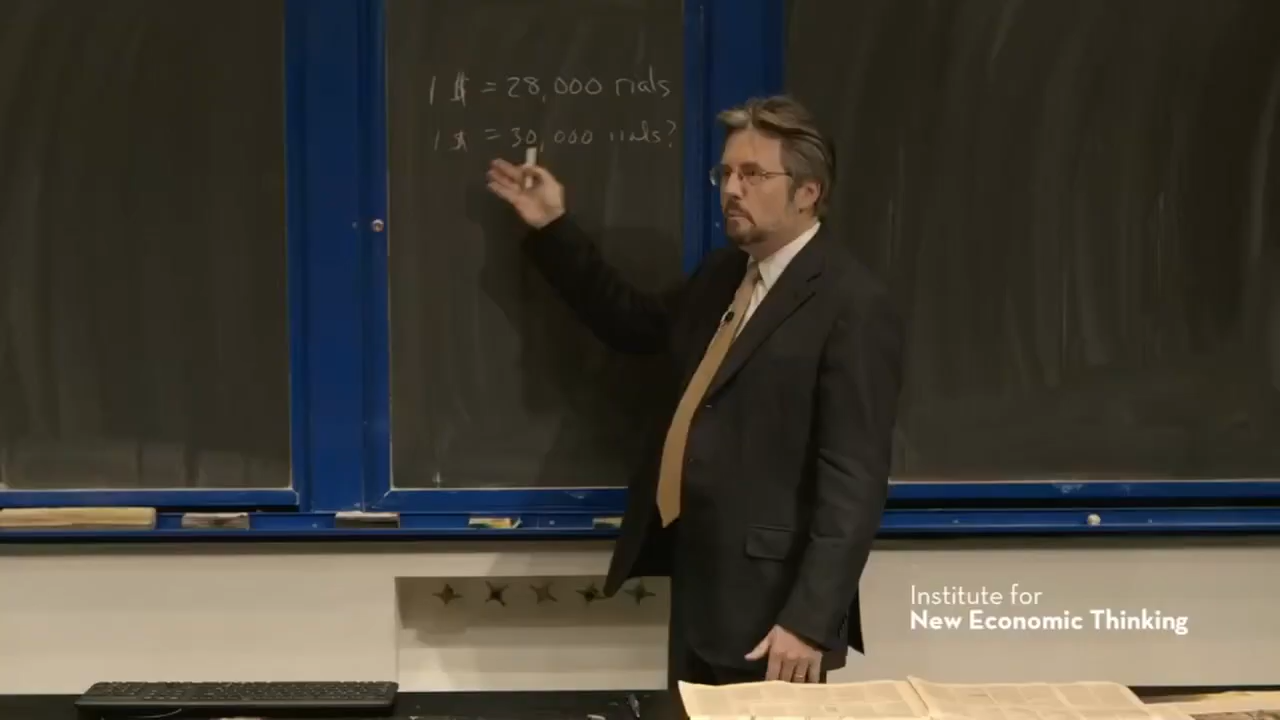 1 $ = 28,000 rials
1 $ = 30,000 rials?
Institute for
New Economic Thinking